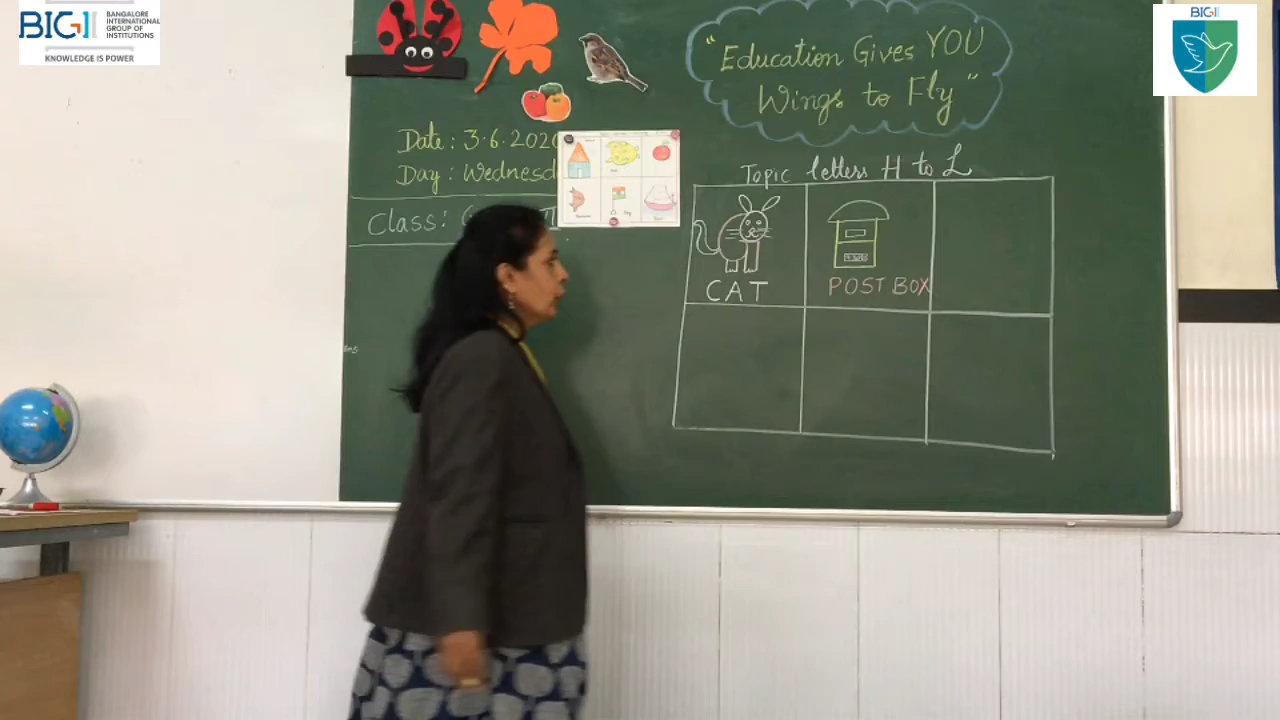 BIGI
BANGALORE
INTERNATIONAL
GROUP OF
INSTITUTIONS
KNOWLEDGE IS POWER
BIGI
"Education Gives YOU
Wings to Fly"
Date: 3.6.202
Day: Wednesd
Class:
Topic letters H to L
CAT
POST BOX